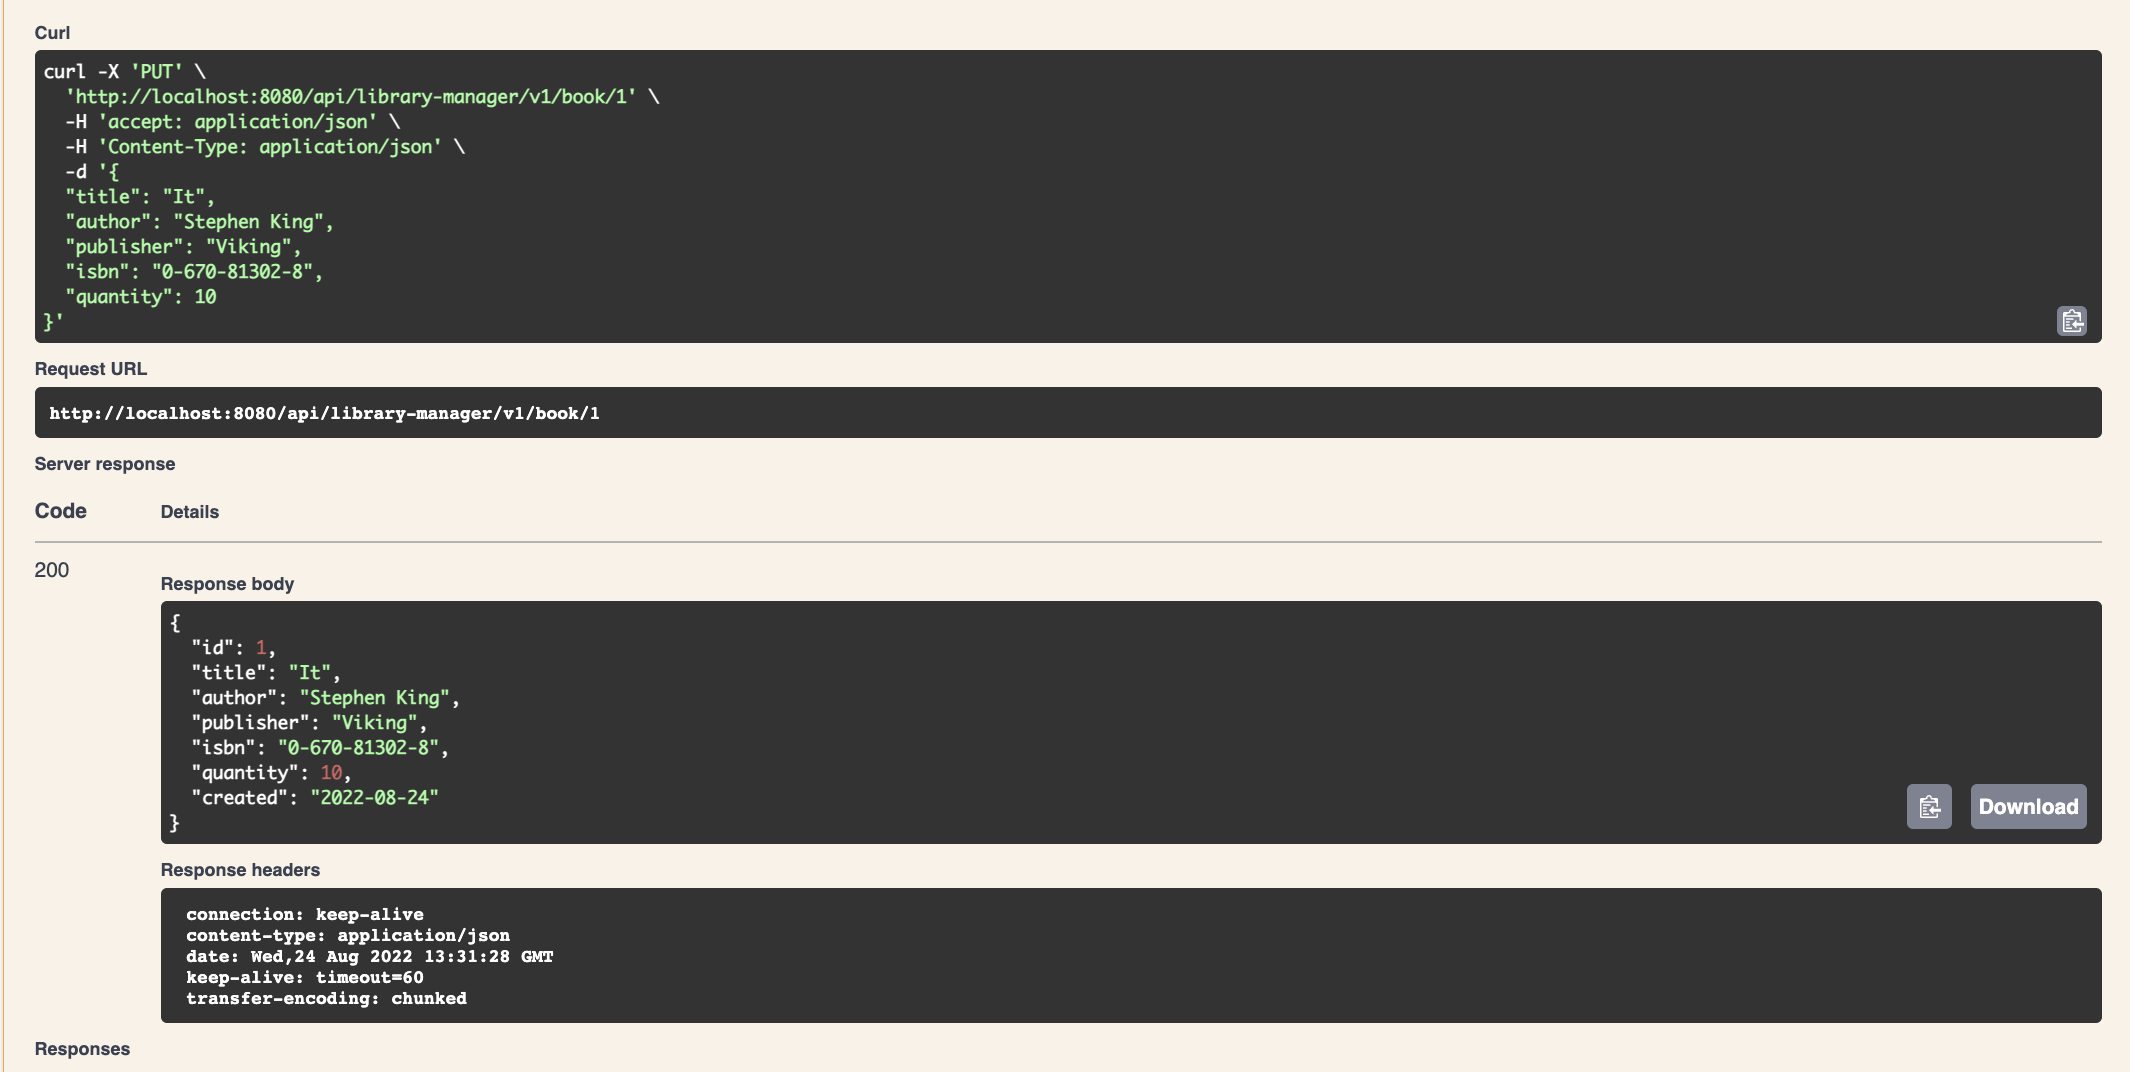 Curl
curl -X 'PUT' \
  'http://localhost:8080/api/library-manager/v1/book/1' \
  -H 'accept: application/json' \
  -H 'Content-Type: application/json' \
  -d '{
  "title": "It",
  "author": "Stephen King",
  "publisher": "Viking",
  "isbn": "0-670-81302-8",
  "quantity": 10
}'
Request URL
http://localhost:8080/api/library-manager/v1/book/1
Server response
Code Details
200
Response body
{
  "id": 1,
  "title": "It",
  "author": "Stephen King",
  "publisher": "Viking",
  "isbn": "0-670-81302-8",
  "quantity": 10,
  "created": "2022-08-24"
}
Download
Response headers
connection: keep-alive
content-type: application/json
date: Wed,24 Aug 2022 13:31:28 GMT
keep-alive: timeout=60
transfer-encoding: chunked
Responses